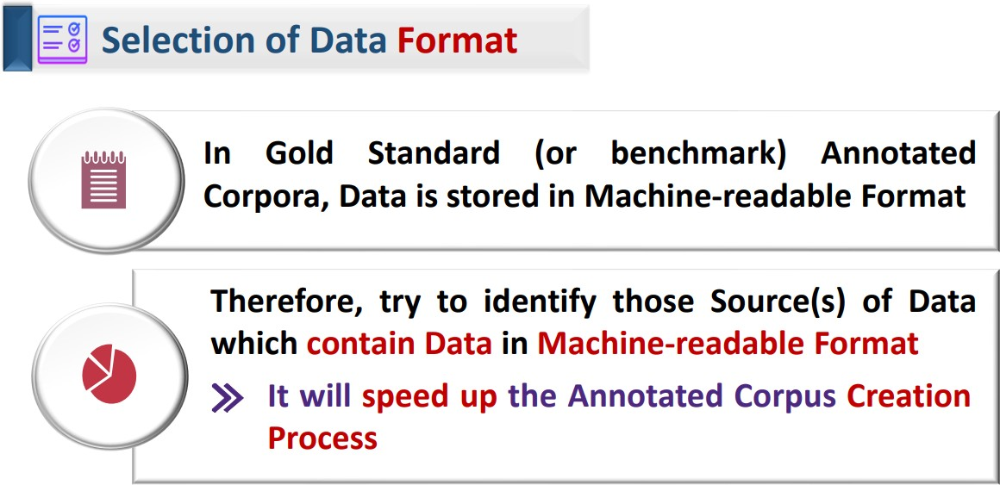 Selection of Data Format
In Gold Standard (or benchmark) Annotated
Corpora, Data is stored in Machine-readable Format
Therefore, try to identify those Source(s) of Data
which contain Data in Machine-readable Format
It will speed up the Annotated Corpus Creation
Process